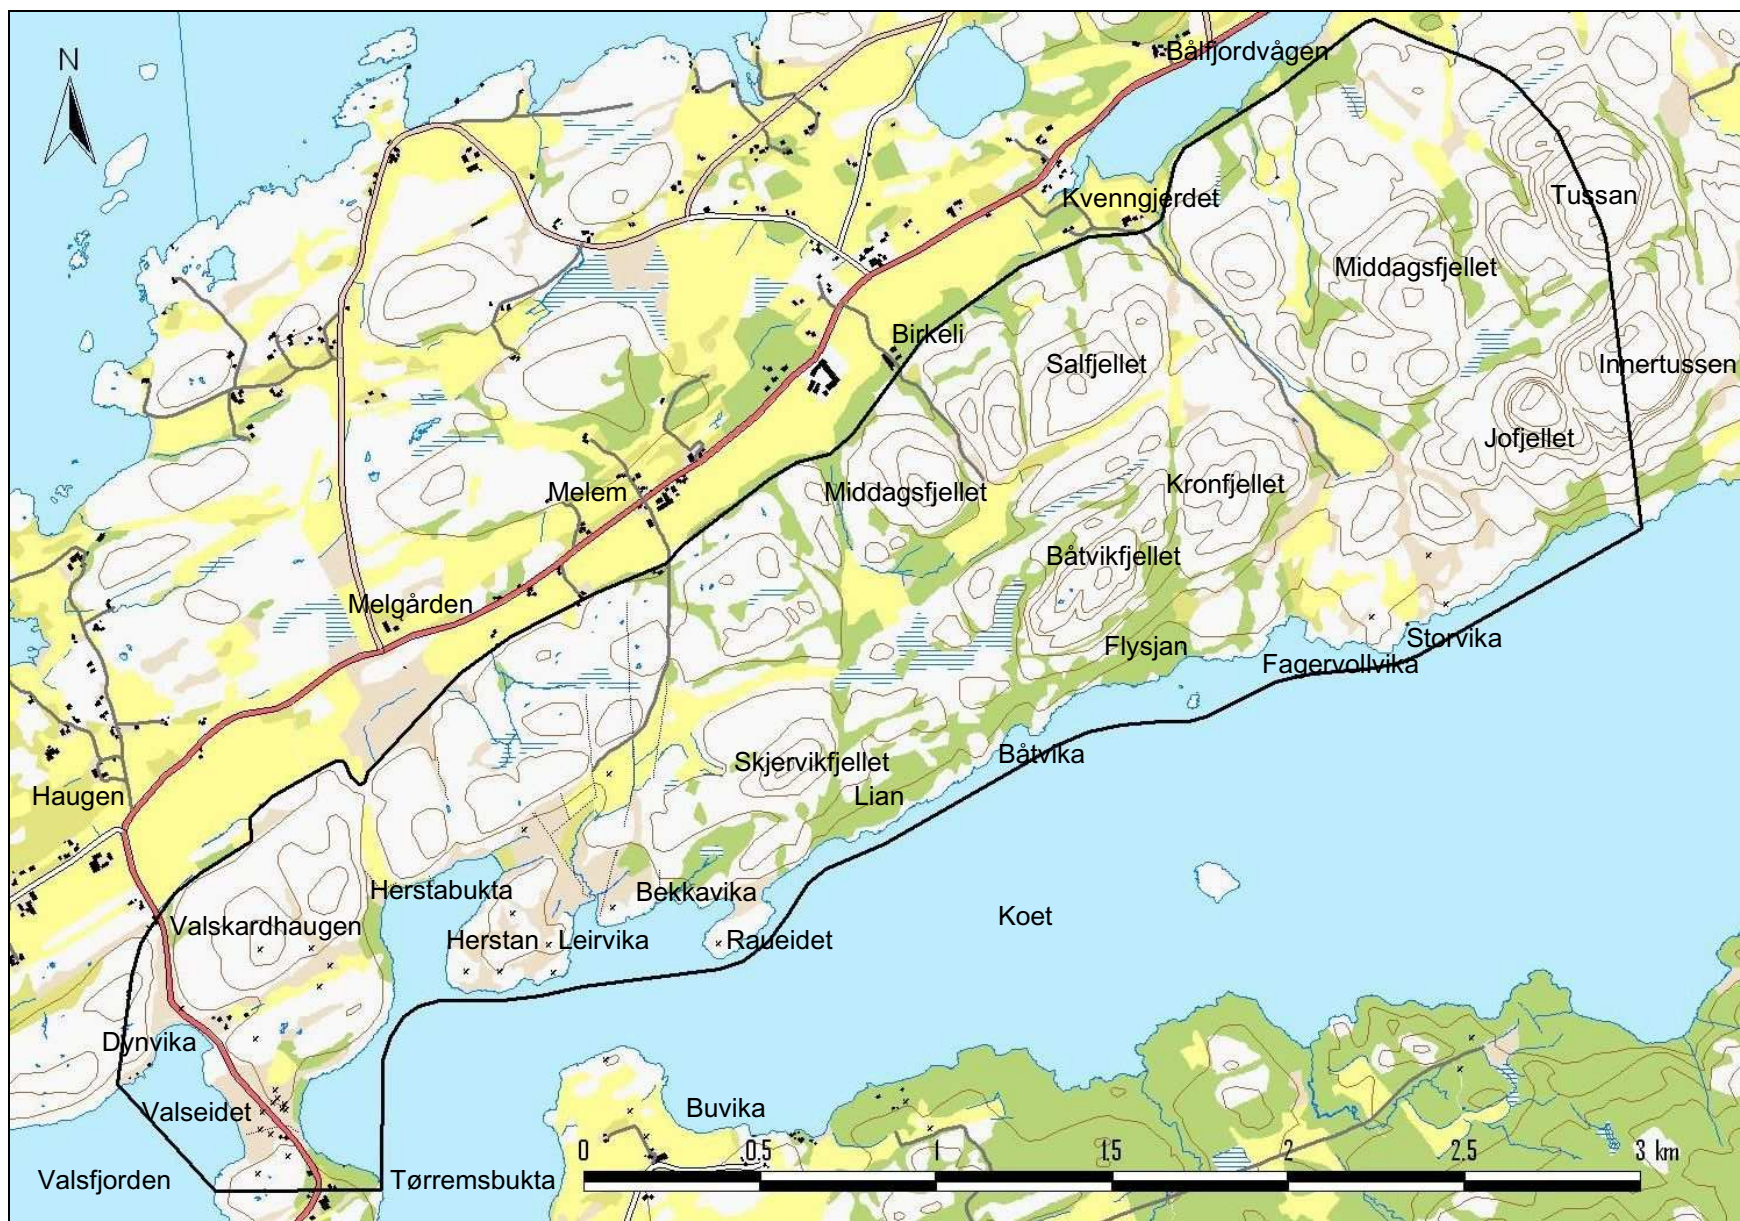 N
Bålfjordvågen
Kvenngjerdet
Tussan
Middagsfjellet
Birkeli
Salfjellet
Innertussen
Jofjellet
Melem
Middagsfjellet
Kronfjellet
Båtvikfjellet
Melgården
Flysjan
Storvika
Fagervollvika
Skjervikfjellet
Båtvika
Haugen
Lian
Herstabukta
Bekkavika
Valskardhaugen
Herstan
Leirvika
Raueidet
Koet
Dynvika
Valseidet
Buvika
Valsfjorden
Tørremsbukta
0 0.5 1 1.5 2 2.5 3 km